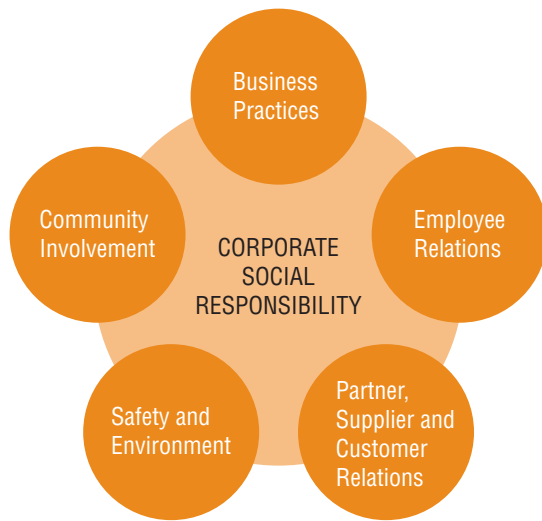 Business
Practices
Community
Involvement
Employee
Relations
CORPORATE
SOCIAL
RESPONSIBILITY
Safety and
Environment
Partner,
Supplier and
Customer
Relations